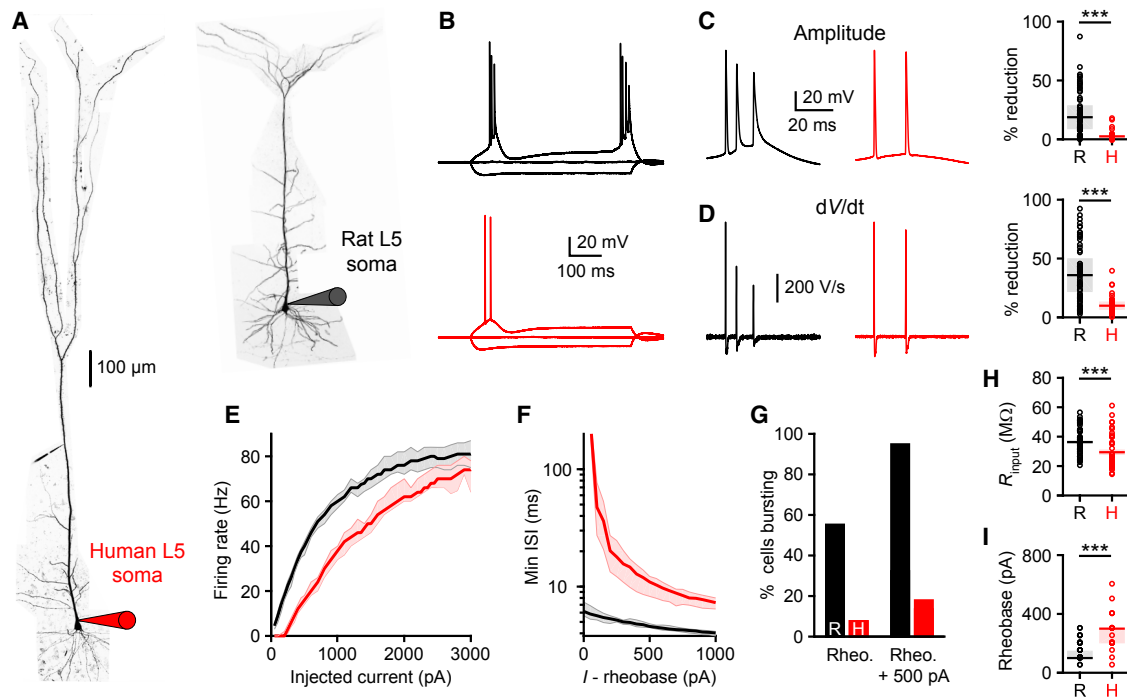 A
100 µm
Human L5
soma
Rat L5
soma
B
20 mV
100 ms
C
Amplitude
20 mV
20 ms
***
% reduction
100
50
0
R
H
D
dV/dt
200 V/s
***
% reduction
100
50
0
R
H
E
Firing rate (Hz)
80
60
40
20
0
0
1000
2000
3000
Injected current (pA)
F
Min ISI (ms)
100
10
0
500
1000
I - rheobase (pA)
G
% cells bursting
100
80
60
40
20
0
R
H
Rheo.
Rheo.
+ 500 pA
H
***
Rinput (MΩ)
80
60
40
20
0
R
H
I
***
Rheobase (pA)
800
400
0
R
H